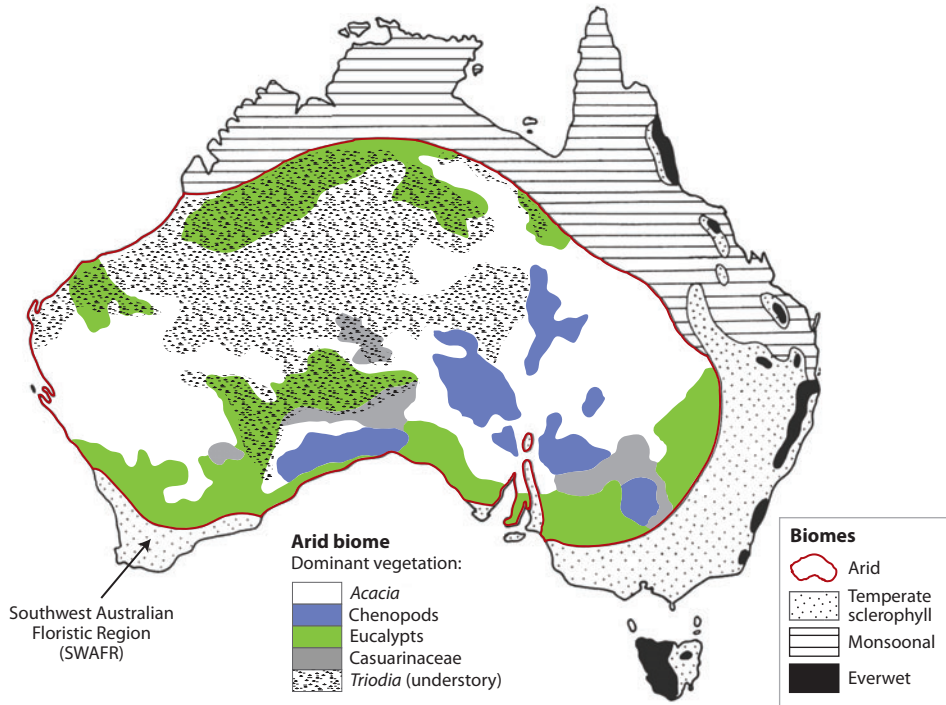 Southwest Australian
Floristic Region
(SWAFR)
Arid biome
Dominant vegetation:
Acacia
Chenopods
Eucalypts
Casuarinaceae
Triodia (understory)
Biomes
Arid
Temperate
sclerophyll
Monsoonal
Everwet